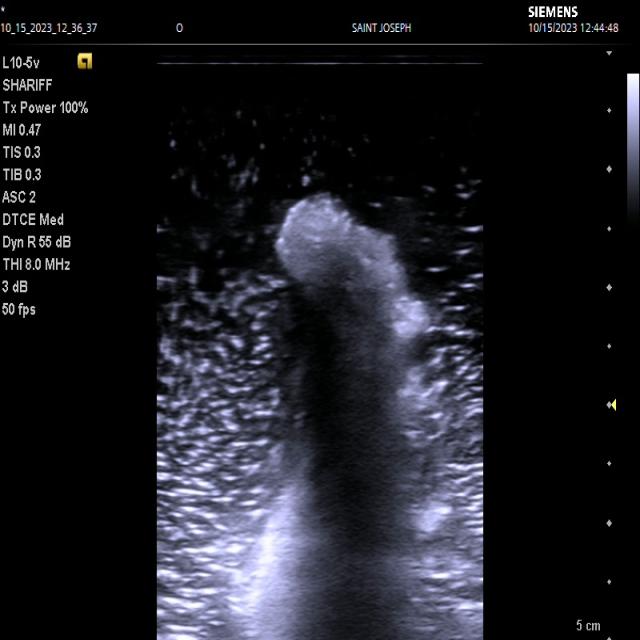 *
SIEMENS
10_15_2023_12_36_37 O SAINT JOSEPH 10/15/2023 12:44:48
L10-5v
SHARIFF
Tx Power 100%
MI 0.47
TIS 0.3
TIB 0.3
ASC 2
DTCE Med
Dyn R 55 dB
THI 8.0 MHz
3 dB
50 fps
5 cm